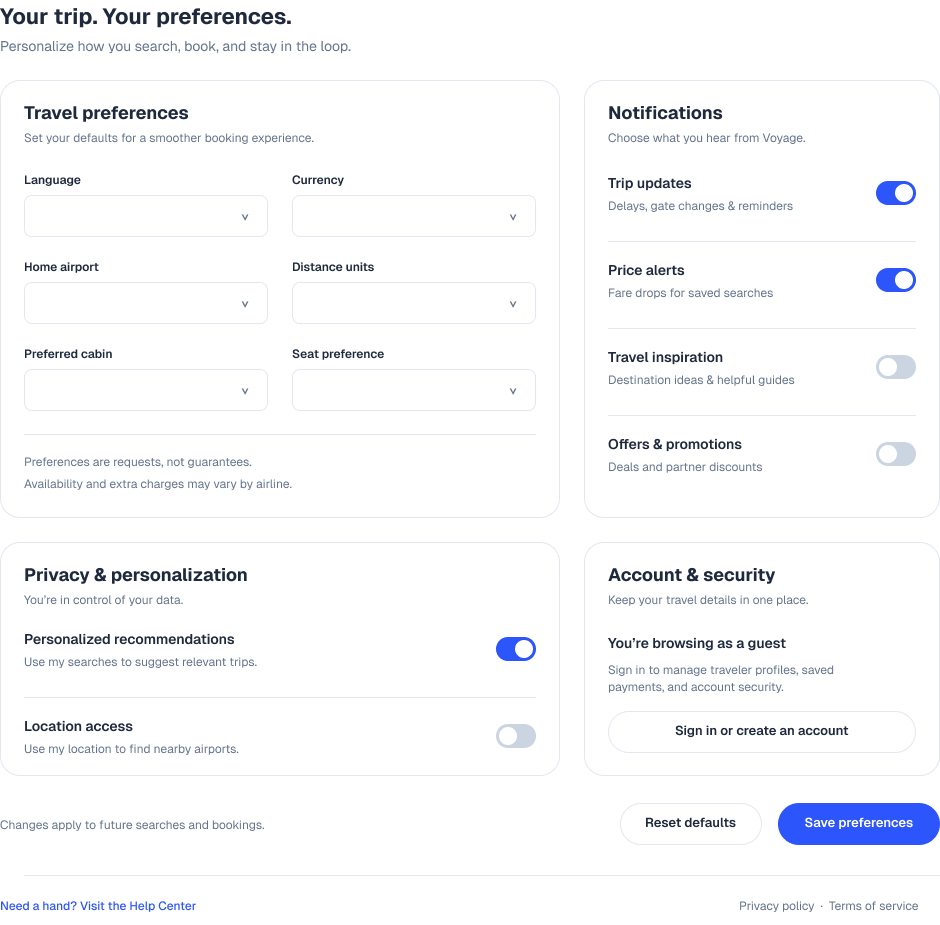 Your trip. Your preferences.
Personalize how you search, book, and stay in the loop.
Travel preferences
Set your defaults for a smoother booking experience.
Language
Currency
Home airport
Distance units
Preferred cabin
Seat preference
Preferences are requests, not guarantees.
Availability and extra charges may vary by airline.
Notifications
Choose what you hear from Voyage.
Trip updates
Delays, gate changes & reminders
Price alerts
Fare drops for saved searches
Travel inspiration
Destination ideas & helpful guides
Offers & promotions
Deals and partner discounts
Privacy & personalization
You’re in control of your data.
Personalized recommendations
Use my searches to suggest relevant trips.
Location access
Use my location to find nearby airports.
Account & security
Keep your travel details in one place.
You’re browsing as a guest
Sign in to manage traveler profiles, saved
payments, and account security.
Sign in or create an account
Changes apply to future searches and bookings.
Reset defaults
Save preferences
Need a hand? Visit the Help Center
Privacy policy · Terms of service